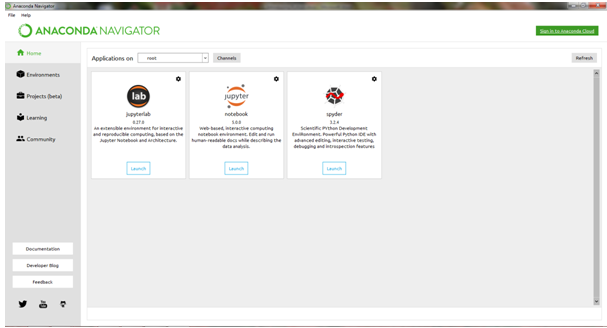 Anaconda Navigator
File Help
ANACONDA NAVIGATOR
Sign in to Anaconda Cloud
Home
Applications on root Channels
Refresh
Environments
Projects (beta)
Learning
Community
lab
jupyterlab
0.27.0
An extensible environment for interactive
and reproducible computing, based on the
Jupyter Notebook and Architecture.
Launch
jupyter
notebook
5.0.0
Web-based, interactive computing
notebook environment. Edit and run
human-readable docs while describing the
data analysis.
Launch
spyder
3.2.4
Scientific PYthon Development
EnviRonment. Powerful Python IDE with
advanced editing, interactive testing,
debugging and introspection features
Launch
Documentation
Developer Blog
Feedback